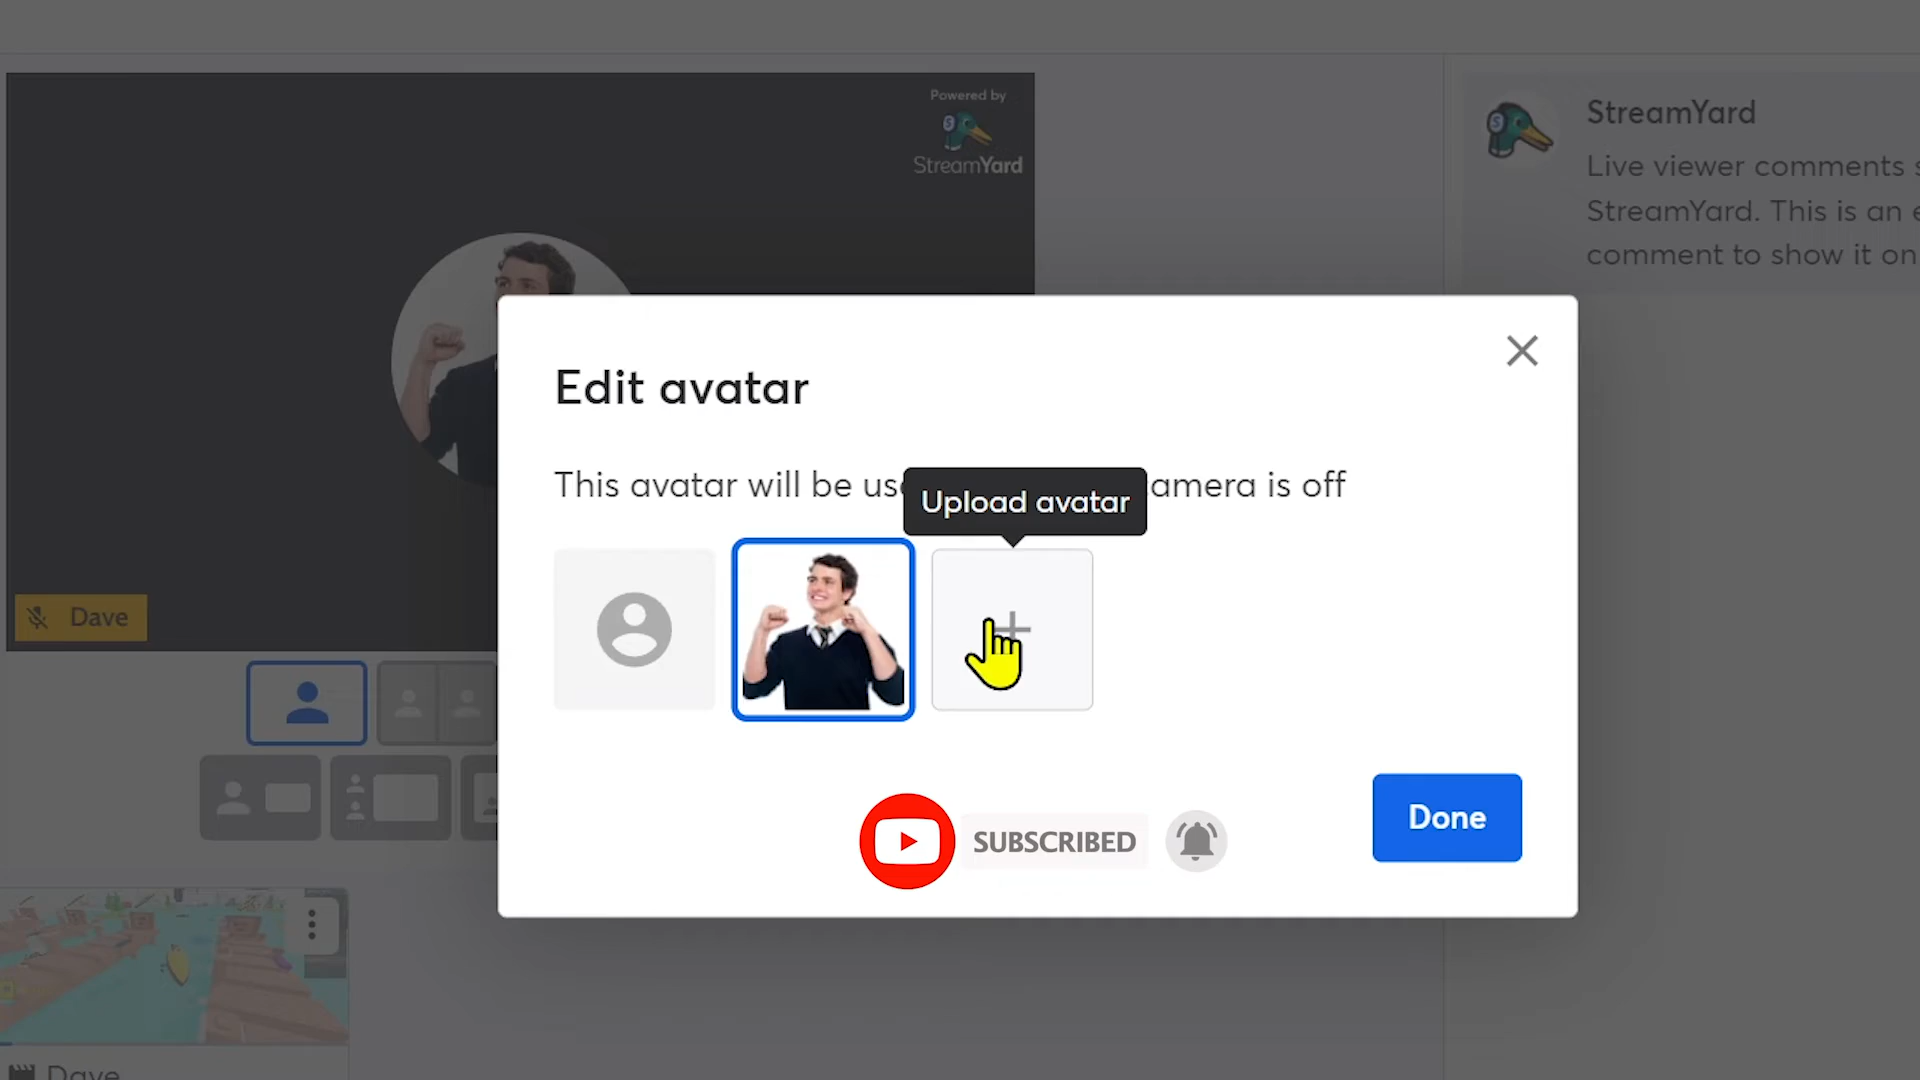 Powered by
StreamYard
StreamYard
Live viewer comments
StreamYard. This is an
comment to show it on
Edit avatar
This avatar will be amera is off
Upload avatar
Dave
Done
SUBSCRIBED
Dave